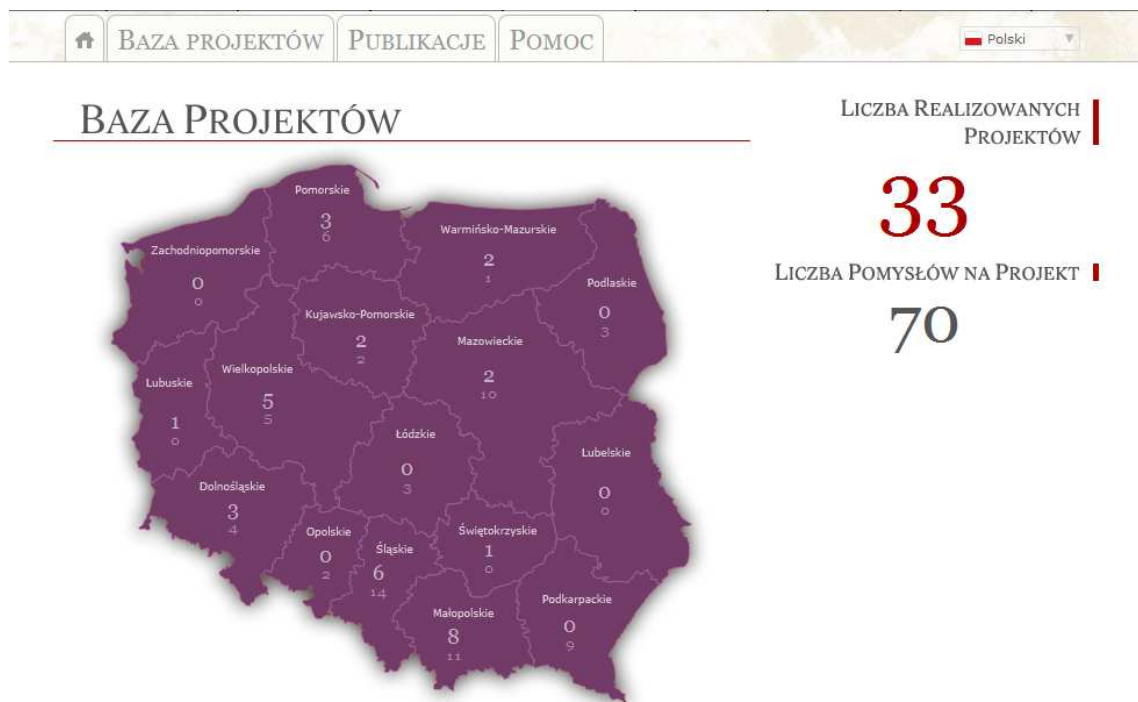 BAZA PROJEKTÓW PUBLIKACJE POMOC Polski
BAZA PROJEKTÓW
LICZBA REALIZOWANYCH
PROJEKTÓW
33
LICZBA POMYSŁÓW NA PROJEKT
70
Pomorskie
3
6
Warmińsko-Mazurskie
2
1
Zachodniopomorskie
0
0
Podlaskie
0
3
Kujawsko-Pomorskie
2
2
Mazowieckie
2
10
Wielkopolskie
5
5
Lubuskie
1
0
Łódzkie
0
3
Lubelskie
0
0
Dolnośląskie
3
4
Opolskie
0
2
Śląskie
6
14
Świętokrzyskie
1
0
Małopolskie
8
11
Podkarpackie
0
9